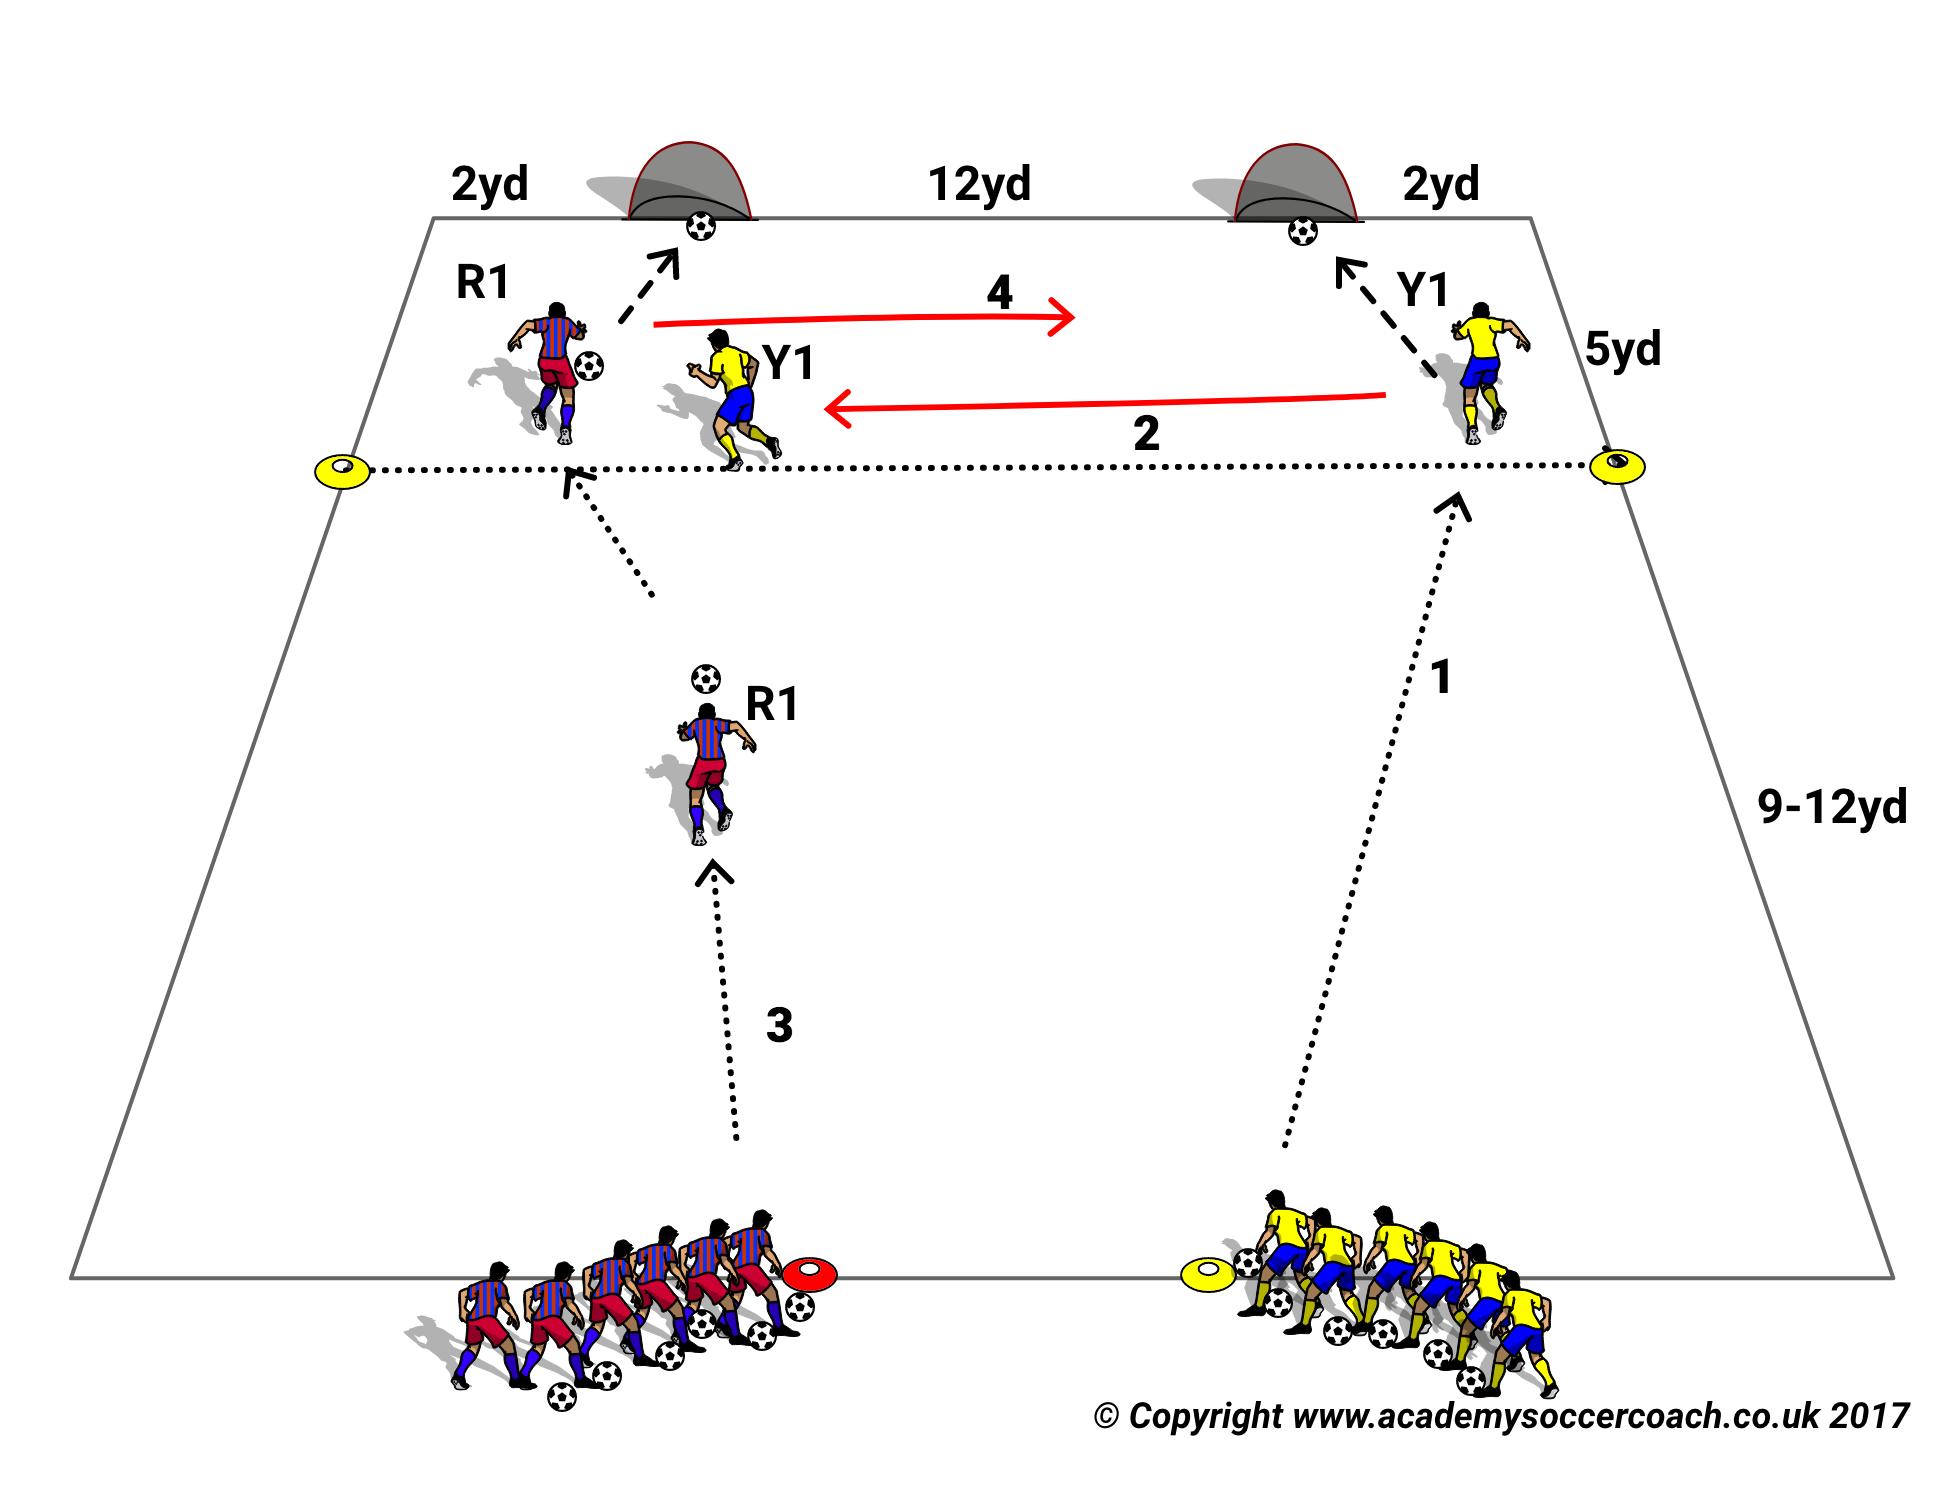 2yd
12yd
2yd
R1
4
Y1
Y1
5yd
2
1
R1
9-12yd
3
© Copyright www.academysoccercoach.co.uk 2017